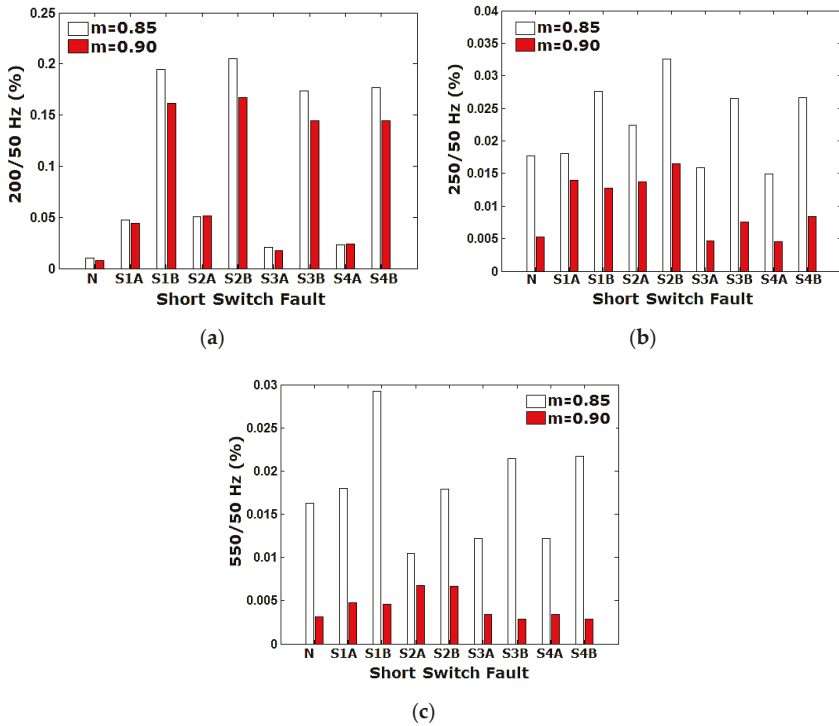 0.25
0.2
0.15
0.1
0.05
0
200/50 Hz (%)
m=0.85
m=0.90
N S1A S1B S2A S2B S3A S3B S4A S4B
Short Switch Fault
(a)
0.04
0.035
0.03
0.025
0.02
0.015
0.01
0.005
0
250/50 Hz (%)
m=0.85
m=0.90
N S1A S1B S2A S2B S3A S3B S4A S4B
Short Switch Fault
(b)
0.03
0.025
0.02
0.015
0.01
0.005
0
550/50 Hz (%)
m=0.85
m=0.90
N S1A S1B S2A S2B S3A S3B S4A S4B
Short Switch Fault
(c)